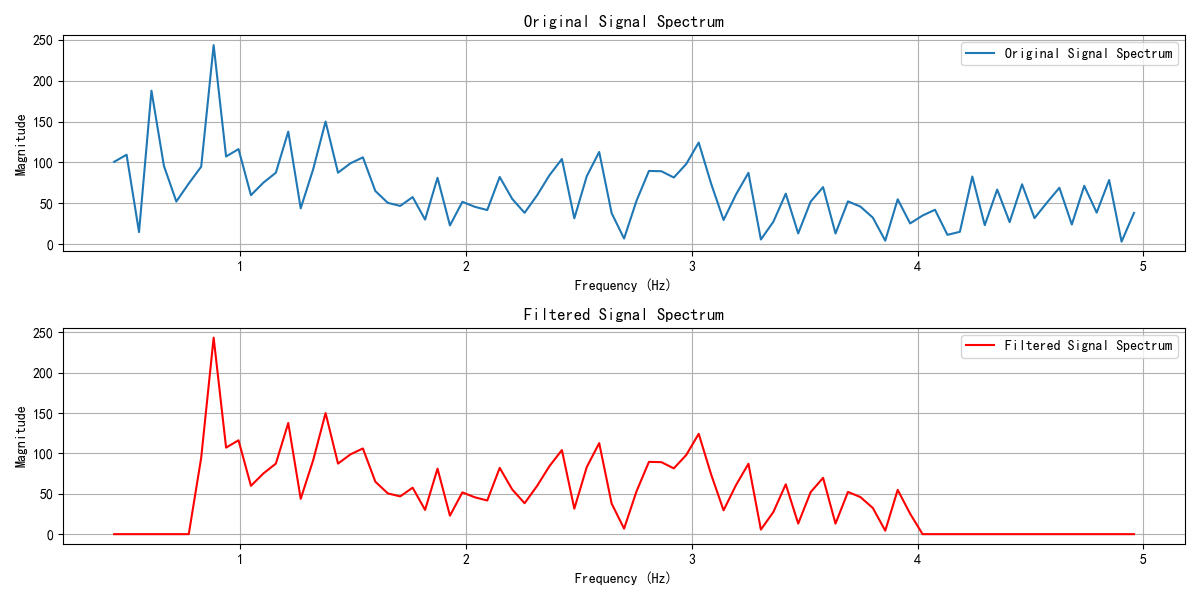 Original Signal Spectrum
250
200
150
100
50
0
Magnitude
Original Signal Spectrum
1 2 3 4 5
Frequency (Hz)
Filtered Signal Spectrum
250
200
150
100
50
0
Magnitude
Filtered Signal Spectrum
1 2 3 4 5
Frequency (Hz)